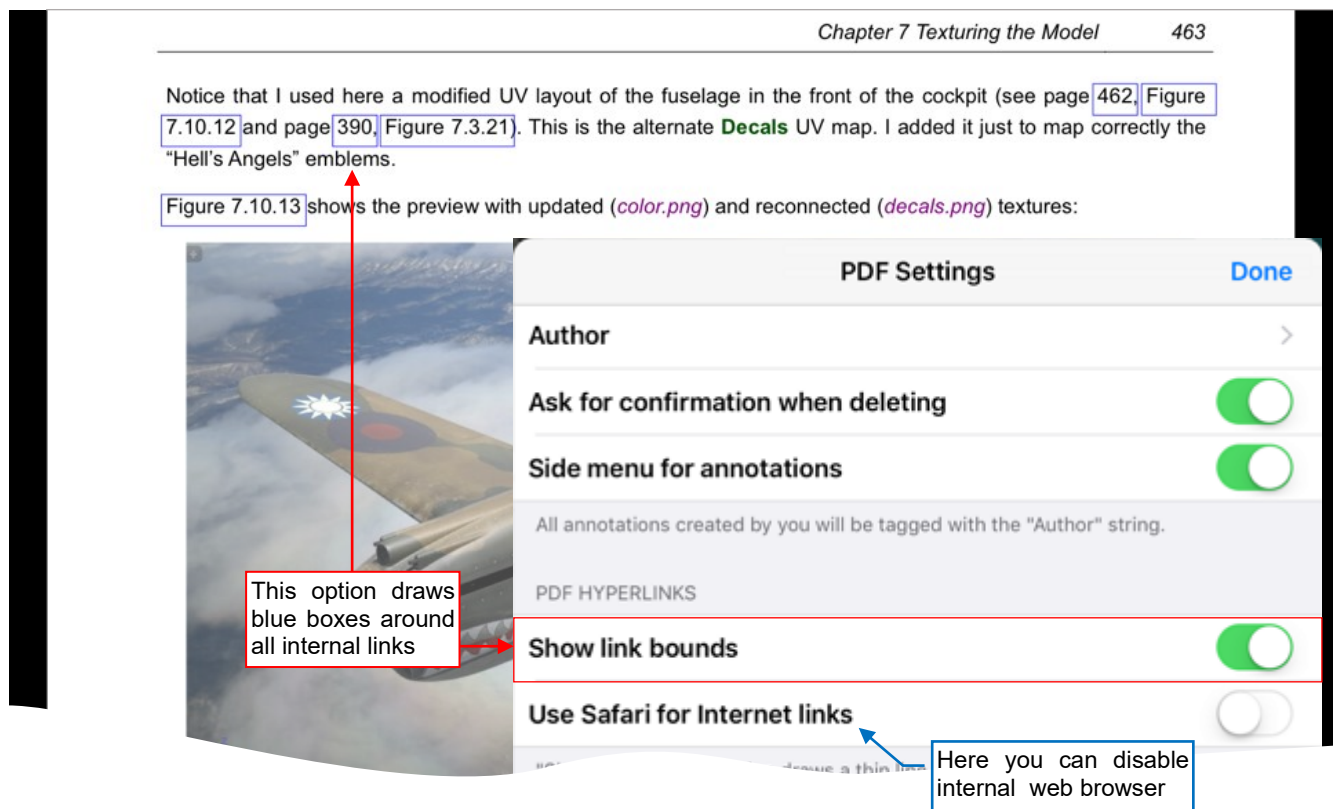 Chapter 7 Texturing the Model 463
Notice that I used here a modified UV layout of the fuselage in the front of the cockpit (see page 462, Figure
7.10.12 and page 390, Figure 7.3.21). This is the alternate Decals UV map. I added it just to map correctly the
“Hell’s Angels” emblems.
Figure 7.10.13 shows the preview with updated (color.png) and reconnected (decals.png) textures:
PDF Settings
Done
Author
Ask for confirmation when deleting
Side menu for annotations
All annotations created by you will be tagged with the "Author" string.
This option draws
blue boxes around
all internal links
PDF HYPERLINKS
Show link bounds
Use Safari for Internet links
draws a thin line
Here you can disable
internal web browser